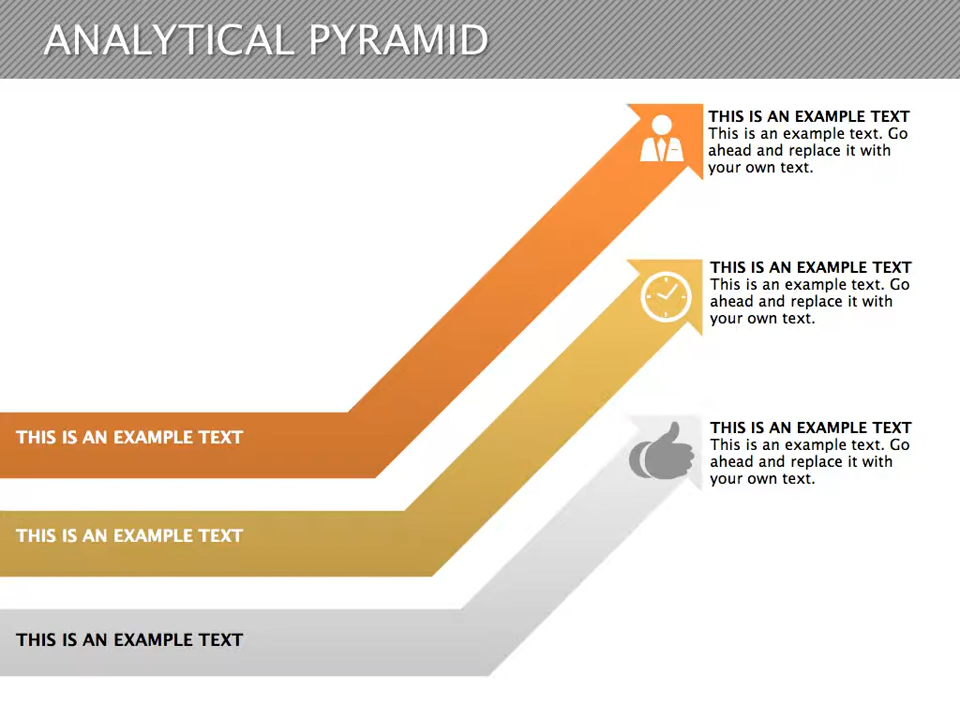 ANALYTICAL PYRAMID
THIS IS AN EXAMPLE TEXT
This is an example text. Go
ahead and replace it with
your own text.
THIS IS AN EXAMPLE TEXT
This is an example text. Go
ahead and replace it with
your own text.
THIS IS AN EXAMPLE TEXT
This is an example text. Go
ahead and replace it with
your own text.
THIS IS AN EXAMPLE TEXT
THIS IS AN EXAMPLE TEXT
THIS IS AN EXAMPLE TEXT